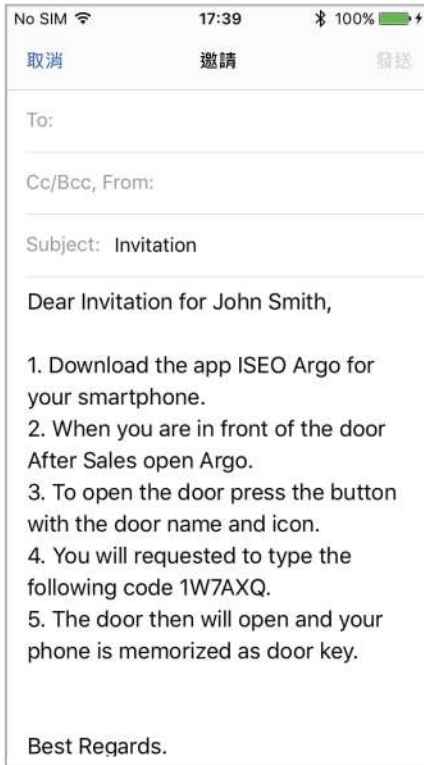 No SIM 17:39 100%
取消 邀請 發送
To:
Cc/Bcc, From:
Subject: Invitation
Dear Invitation for John Smith,
1. Download the app ISEO Argo for
your smartphone.
2. When you are in front of the door
After Sales open Argo.
3. To open the door press the button
with the door name and icon.
4. You will requested to type the
following code 1W7AXQ.
5. The door then will open and your
phone is memorized as door key.
Best Regards.